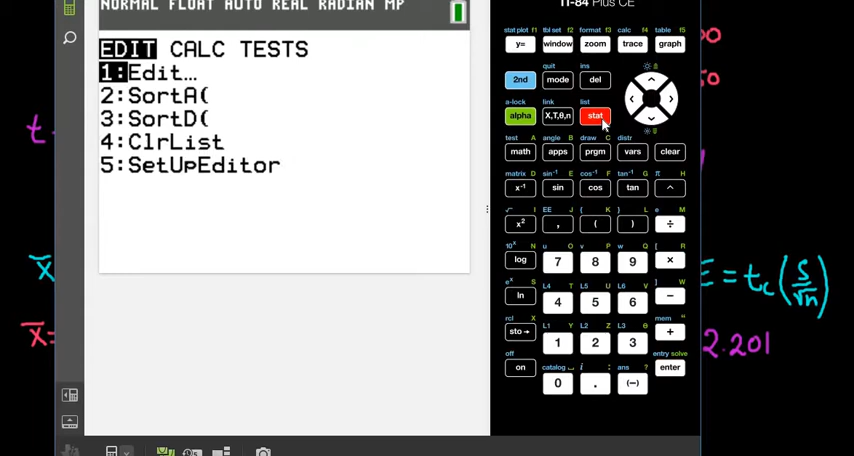 NORMAL FLOAT AUTO REAL RADIAN MP
TI-84 Plus CE
EDIT CALC TESTS
1:Edit…
2:SortA(
3:SortD(
4:ClrList
5:SetUpEditor
stat plot f1 tbl set f2 format f3 calc f4 table f5
y= window zoom trace graph
quit ins
2nd mode del
a-lock link list
alpha X,T,θ,n stat
test A angle B draw C distr
math apps prgm vars clear
matrix D sin⁻¹ E cos⁻¹ F tan⁻¹ G π H
x⁻¹ sin cos tan ^
√ I EE J { K } L e M
x² , ( ) ÷
10ˣ N u O v P w Q [ R
log 7 8 9 ×
eˣ S L4 T L5 U L6 V ] W
ln 4 5 6 −
rcl X L1 Y L2 Z L3 θ mem "
sto→ 1 2 3 +
off catalog i : ans ? entry solve
on 0 . (−) enter
t
x̄
x̄=
E = tc (S/√n)
2.201